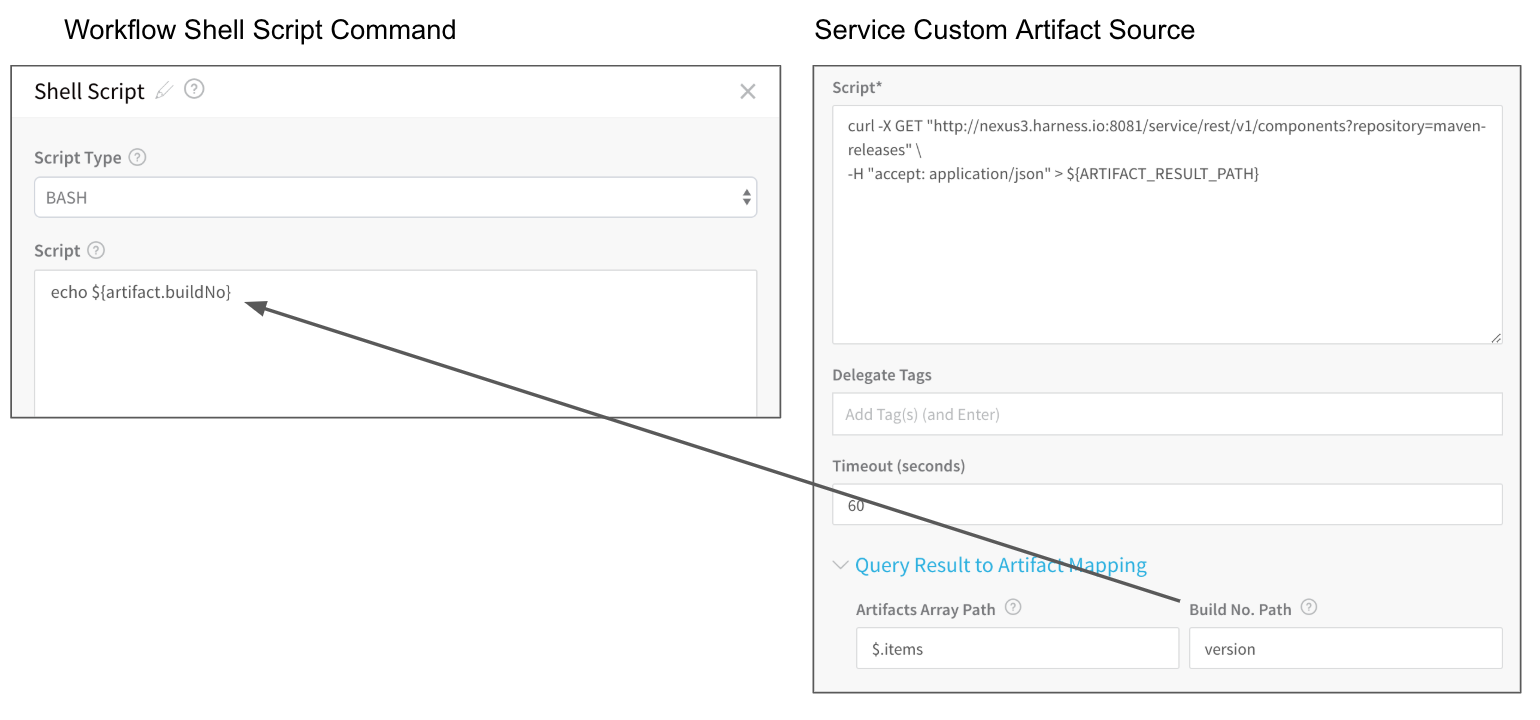 Workflow Shell Script Command
Shell Script ?
Script Type ?
BASH
Script ?
echo ${artifact.buildNo}
Service Custom Artifact Source
Script*
curl -X GET "http://nexus3.harness.io:8081/service/rest/v1/components?repository=maven-
releases" \
-H "accept: application/json" > ${ARTIFACT_RESULT_PATH}
Delegate Tags
Add Tag(s) (and Enter)
Timeout (seconds)
60
Query Result to Artifact Mapping
Artifacts Array Path ? Build No. Path ?
$.items version